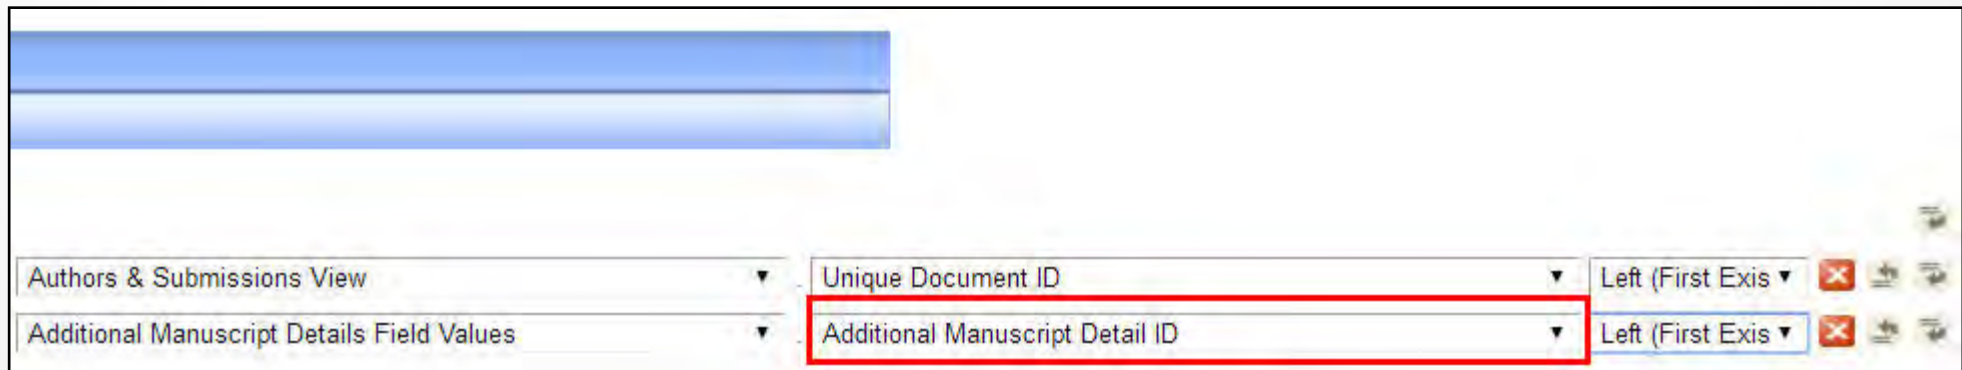 Authors & Submissions View . Unique Document ID Left (First Exis
Additional Manuscript Details Field Values . Additional Manuscript Detail ID Left (First Exis